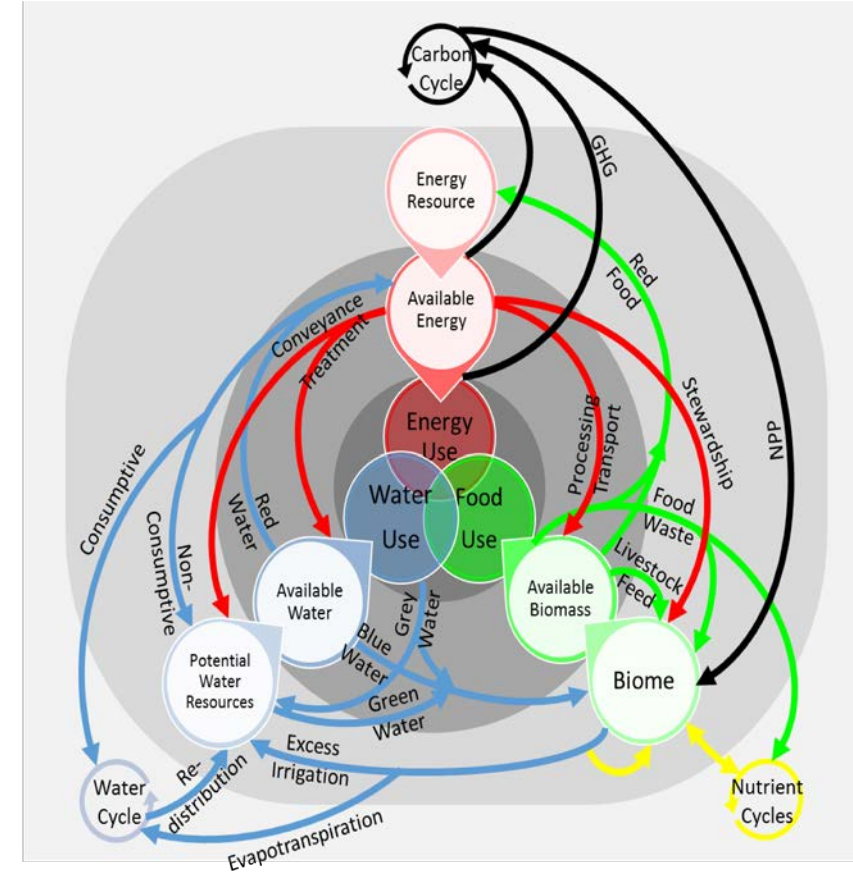 Carbon
Cycle
GHG
Energy
Resource
Red
Food
Available
Energy
Conveyance
Treatment
Stewardship
NPP
Energy
Use
Processing
Transport
Consumptive
Non-
Consumptive
Red
Water
Water
Use
Food
Use
Food
Waste
Livestock
Feed
Available
Water
Grey
Water
Available
Biomass
Blue
Water
Potential
Water
Resources
Green
Water
Biome
Excess
Irrigation
Water
Cycle
Re-
distribution
Evapotranspiration
Nutrient
Cycles